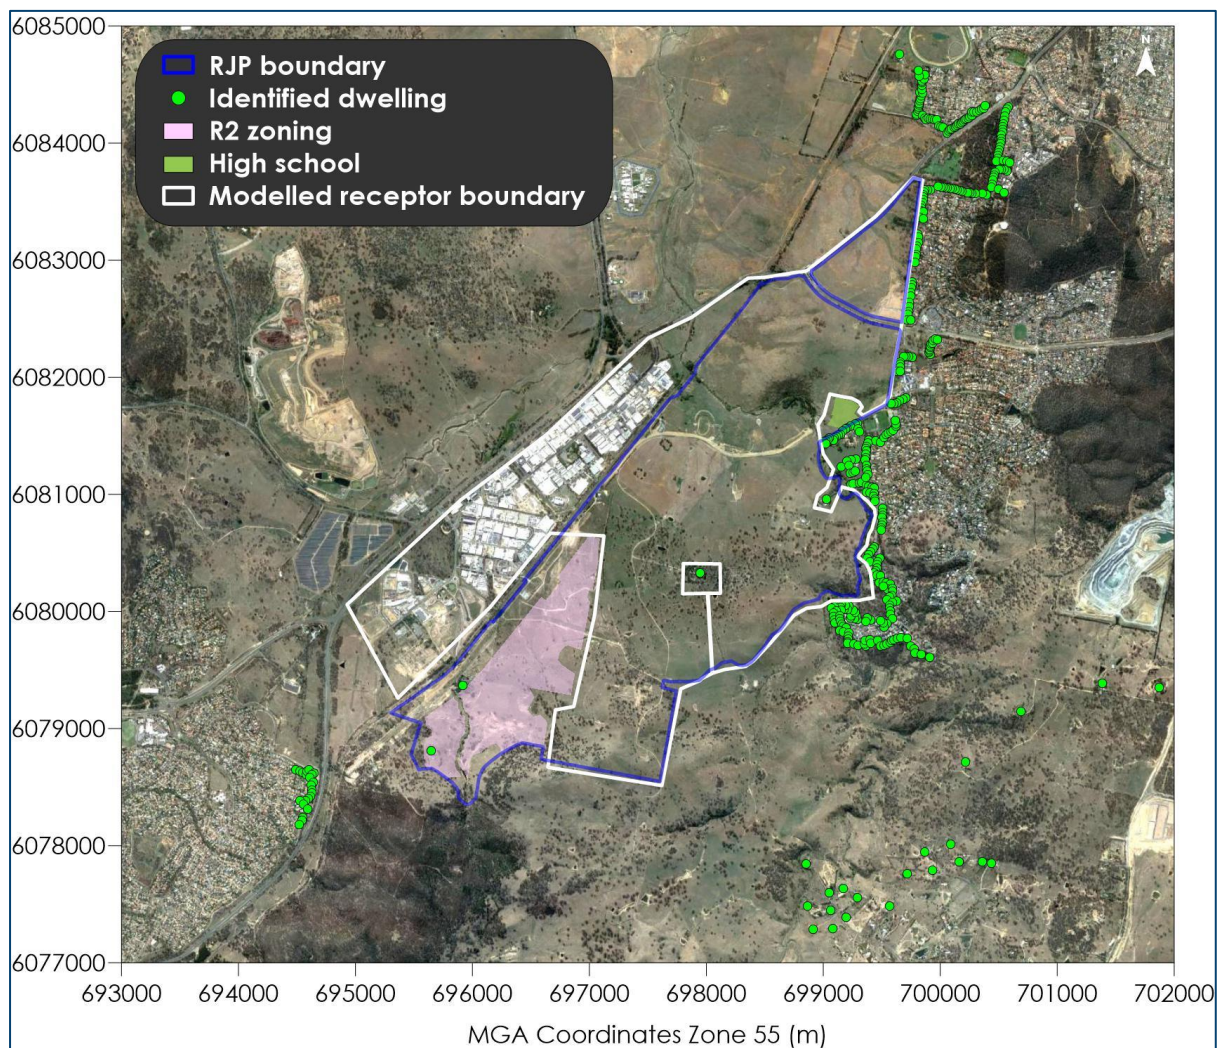 6085000
6084000
6083000
6082000
6081000
6080000
6079000
6078000
6077000
RJP boundary
Identified dwelling
R2 zoning
High school
Modelled receptor boundary
N
693000 694000 695000 696000 697000 698000 699000 700000 701000 702000
MGA Coordinates Zone 55 (m)